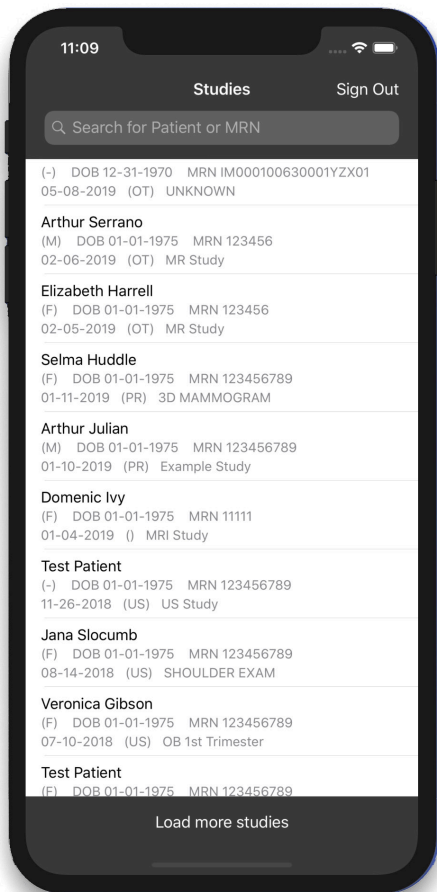 11:09
Studies
Sign Out
Search for Patient or MRN
(-) DOB 12-31-1970 MRN IM000100630001YZX01
05-08-2019 (OT) UNKNOWN
Arthur Serrano
(M) DOB 01-01-1975 MRN 123456
02-06-2019 (OT) MR Study
Elizabeth Harrell
(F) DOB 01-01-1975 MRN 123456
02-05-2019 (OT) MR Study
Selma Huddle
(F) DOB 01-01-1975 MRN 123456789
01-11-2019 (PR) 3D MAMMOGRAM
Arthur Julian
(M) DOB 01-01-1975 MRN 123456789
01-10-2019 (PR) Example Study
Domenic Ivy
(F) DOB 01-01-1975 MRN 11111
01-04-2019 () MRI Study
Test Patient
(-) DOB 01-01-1975 MRN 123456789
11-26-2018 (US) US Study
Jana Slocumb
(F) DOB 01-01-1975 MRN 123456789
08-14-2018 (US) SHOULDER EXAM
Veronica Gibson
(F) DOB 01-01-1975 MRN 123456789
07-10-2018 (US) OB 1st Trimester
Test Patient
(F) DOB 01-01-1975 MRN 123456789
Load more studies